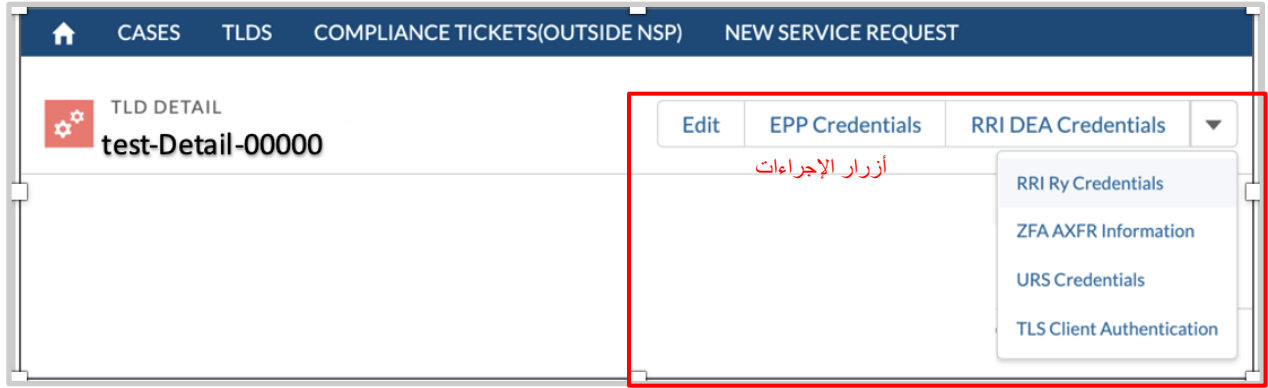 CASES TLDS COMPLIANCE TICKETS(OUTSIDE NSP) NEW SERVICE REQUEST
TLD DETAIL
test-Detail-00000
Edit EPP Credentials RRI DEA Credentials
أزرار الإجراءات
RRI Ry Credentials
ZFA AXFR Information
URS Credentials
TLS Client Authentication